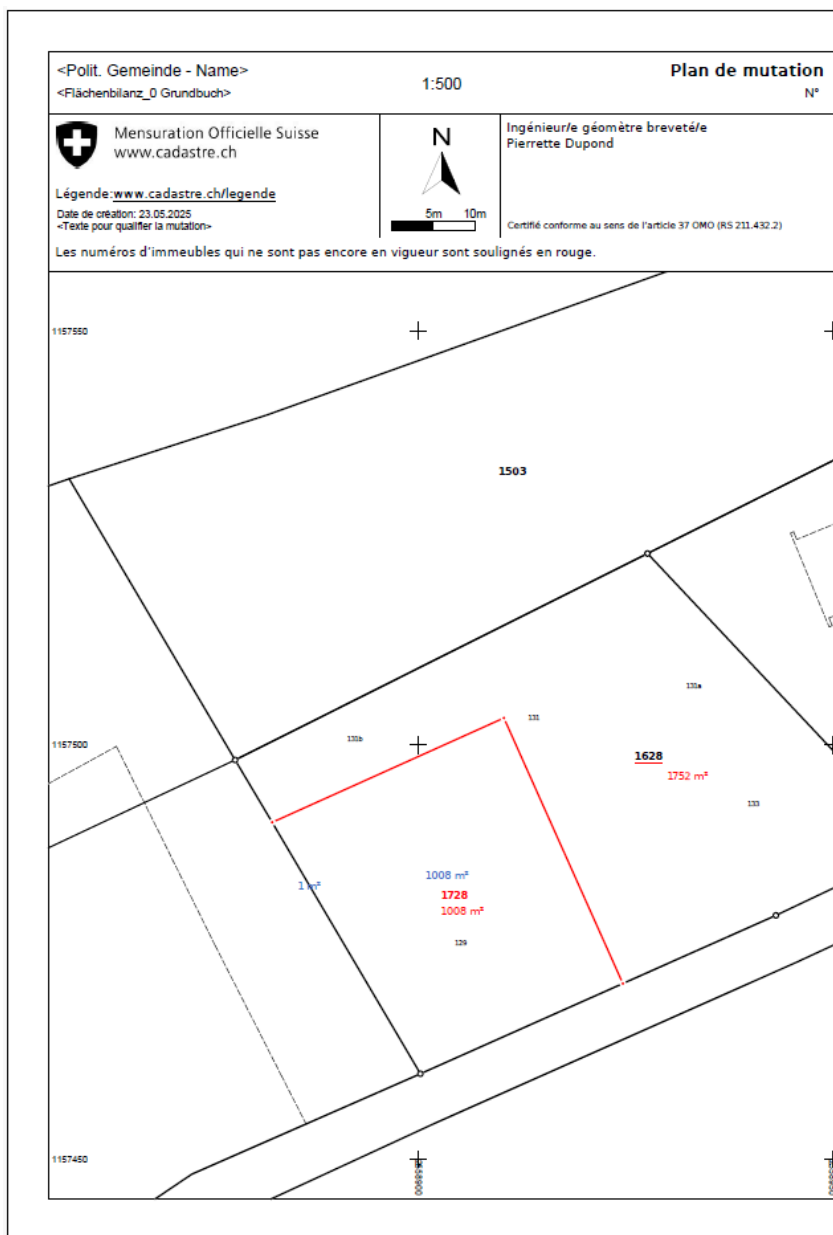 <Polit. Gemeinde - Name>
<Flächenbilanz_0 Grundbuch>
1:500
Plan de mutation
N°
Mensuration Officielle Suisse
www.cadastre.ch
Légende:www.cadastre.ch/legende
Date de création: 23.05.2025
<Texte pour qualifier la mutation>
N
5m 10m
Ingénieur/e géomètre breveté/e
Pierrette Dupond
Certifié conforme au sens de l'article 37 OMO (RS 211.432.2)
Les numéros d'immeubles qui ne sont pas encore en vigueur sont soulignés en rouge.
1157550
1503
131a
131
131b
1157500
1628
1752 m²
133
1008 m²
1 m²
1728
1008 m²
129
1157450